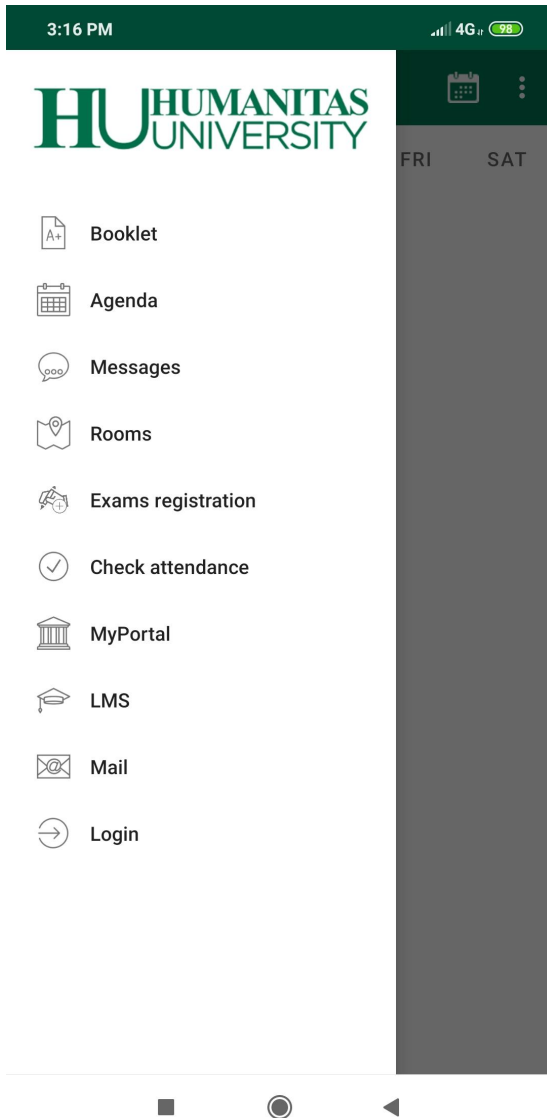 3:16 PM 4G 98
HU HUMANITAS
UNIVERSITY
FRI SAT
A+ Booklet
Agenda
Messages
Rooms
Exams registration
Check attendance
MyPortal
LMS
@ Mail
Login